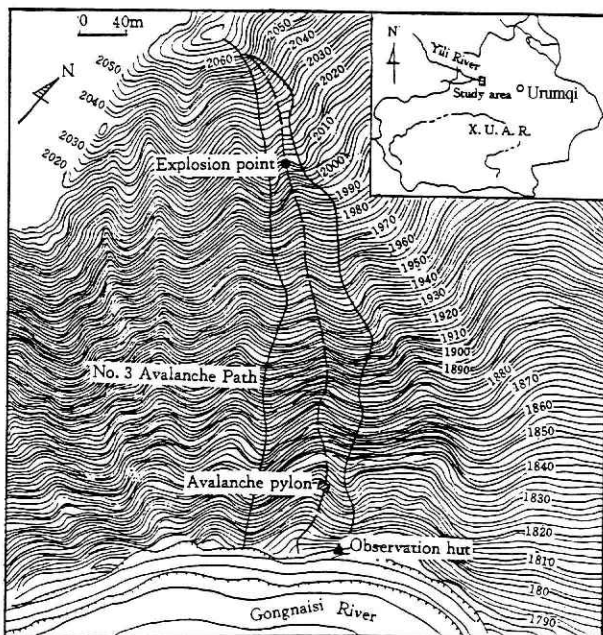 0 40m
N
2050
2040
2030
2020
2060
2050
2040
2030
2020
2010
2000
1990
1980
1970
1960
1950
1940
1930
1920
1910
1900
1890
1880
1870
1860
1850
1840
1830
1820
1810
180
1790
N
Yili River
Study area
Urumqi
X. U. A. R.
Explosion point
No. 3 Avalanche Path
Avalanche pylon
Observation hut
Gongnaisi River